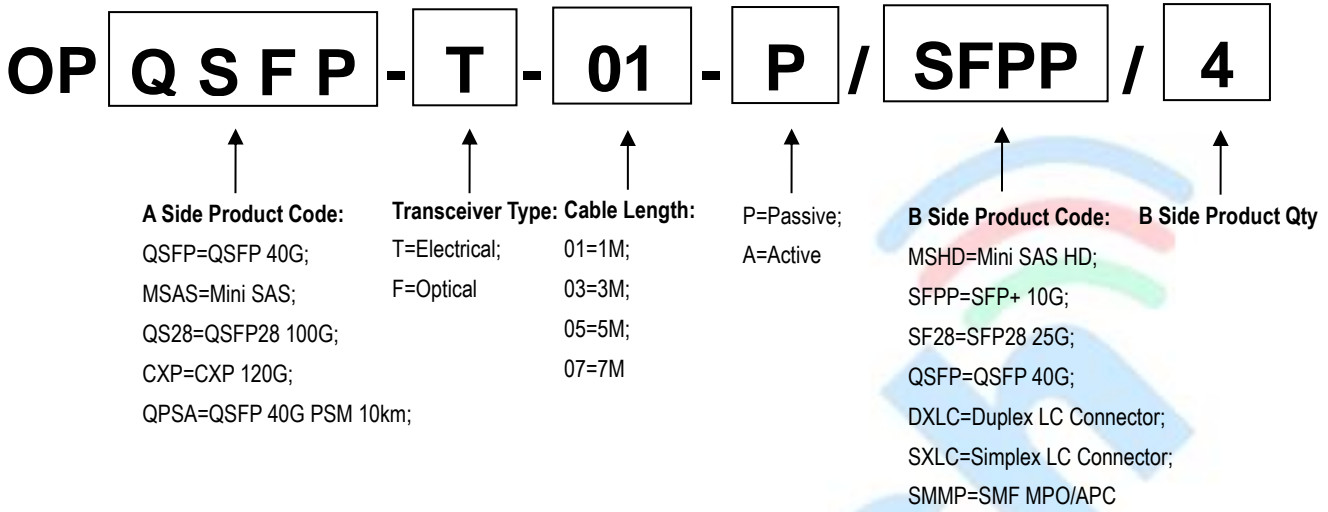 OP QSFP - T - 01 - P / SFPP / 4
A Side Product Code:
QSFP=QSFP 40G;
MSAS=Mini SAS;
QS28=QSFP28 100G;
CXP=CXP 120G;
QPSA=QSFP 40G PSM 10km;
Transceiver Type:
T=Electrical;
F=Optical
Cable Length:
01=1M;
03=3M;
05=5M;
07=7M
P=Passive;
A=Active
B Side Product Code:
MSHD=Mini SAS HD;
SFPP=SFP+ 10G;
SF28=SFP28 25G;
QSFP=QSFP 40G;
DXLC=Duplex LC Connector;
SXLC=Simplex LC Connector;
SMMP=SMF MPO/APC
B Side Product Qty